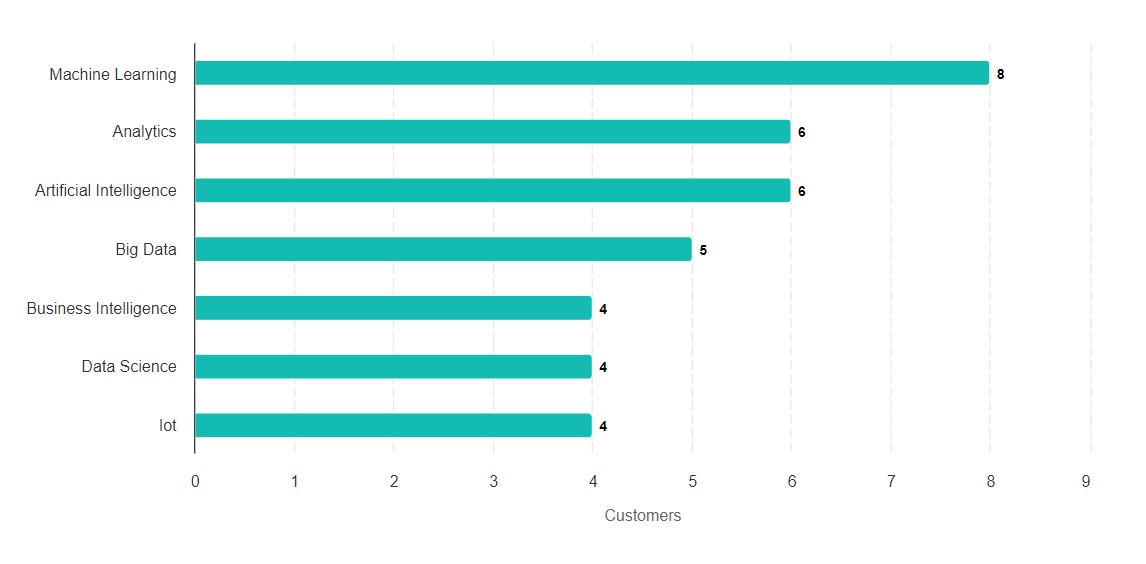 Machine Learning 8
Analytics 6
Artificial Intelligence 6
Big Data 5
Business Intelligence 4
Data Science 4
Iot 4
0 1 2 3 4 5 6 7 8 9
Customers